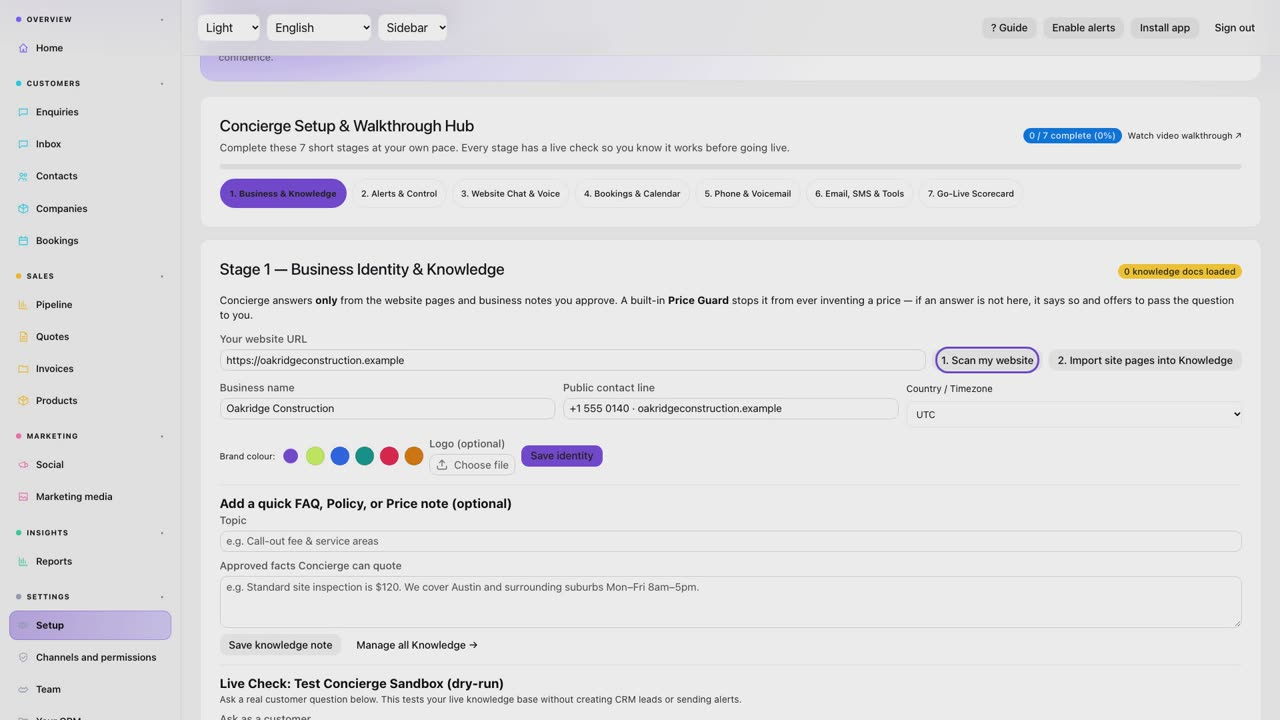 OVERVIEW
Home
CUSTOMERS
Enquiries
Inbox
Contacts
Companies
Bookings
SALES
Pipeline
Quotes
Invoices
Products
MARKETING
Social
Marketing media
INSIGHTS
Reports
SETTINGS
Setup
Channels and permissions
Team
Your CRM
Light
English
Sidebar
? Guide
Enable alerts
Install app
Sign out
confidence.
Concierge Setup & Walkthrough Hub
Complete these 7 short stages at your own pace. Every stage has a live check so you know it works before going live.
0 / 7 complete (0%)
Watch video walkthrough ↗
1. Business & Knowledge
2. Alerts & Control
3. Website Chat & Voice
4. Bookings & Calendar
5. Phone & Voicemail
6. Email, SMS & Tools
7. Go-Live Scorecard
Stage 1 — Business Identity & Knowledge
0 knowledge docs loaded
Concierge answers only from the website pages and business notes you approve. A built-in Price Guard stops it from ever inventing a price — if an answer is not here, it says so and offers to pass the question
to you.
Your website URL
https://oakridgeconstruction.example
1. Scan my website
2. Import site pages into Knowledge
Business name
Public contact line
Country / Timezone
Oakridge Construction
+1 555 0140 · oakridgeconstruction.example
UTC
Brand colour:
Logo (optional)
Choose file
Save identity
Add a quick FAQ, Policy, or Price note (optional)
Topic
e.g. Call-out fee & service areas
Approved facts Concierge can quote
e.g. Standard site inspection is $120. We cover Austin and surrounding suburbs Mon–Fri 8am–5pm.
Save knowledge note
Manage all Knowledge →
Live Check: Test Concierge Sandbox (dry-run)
Ask a real customer question below. This tests your live knowledge base without creating CRM leads or sending alerts.
Ask as a customer